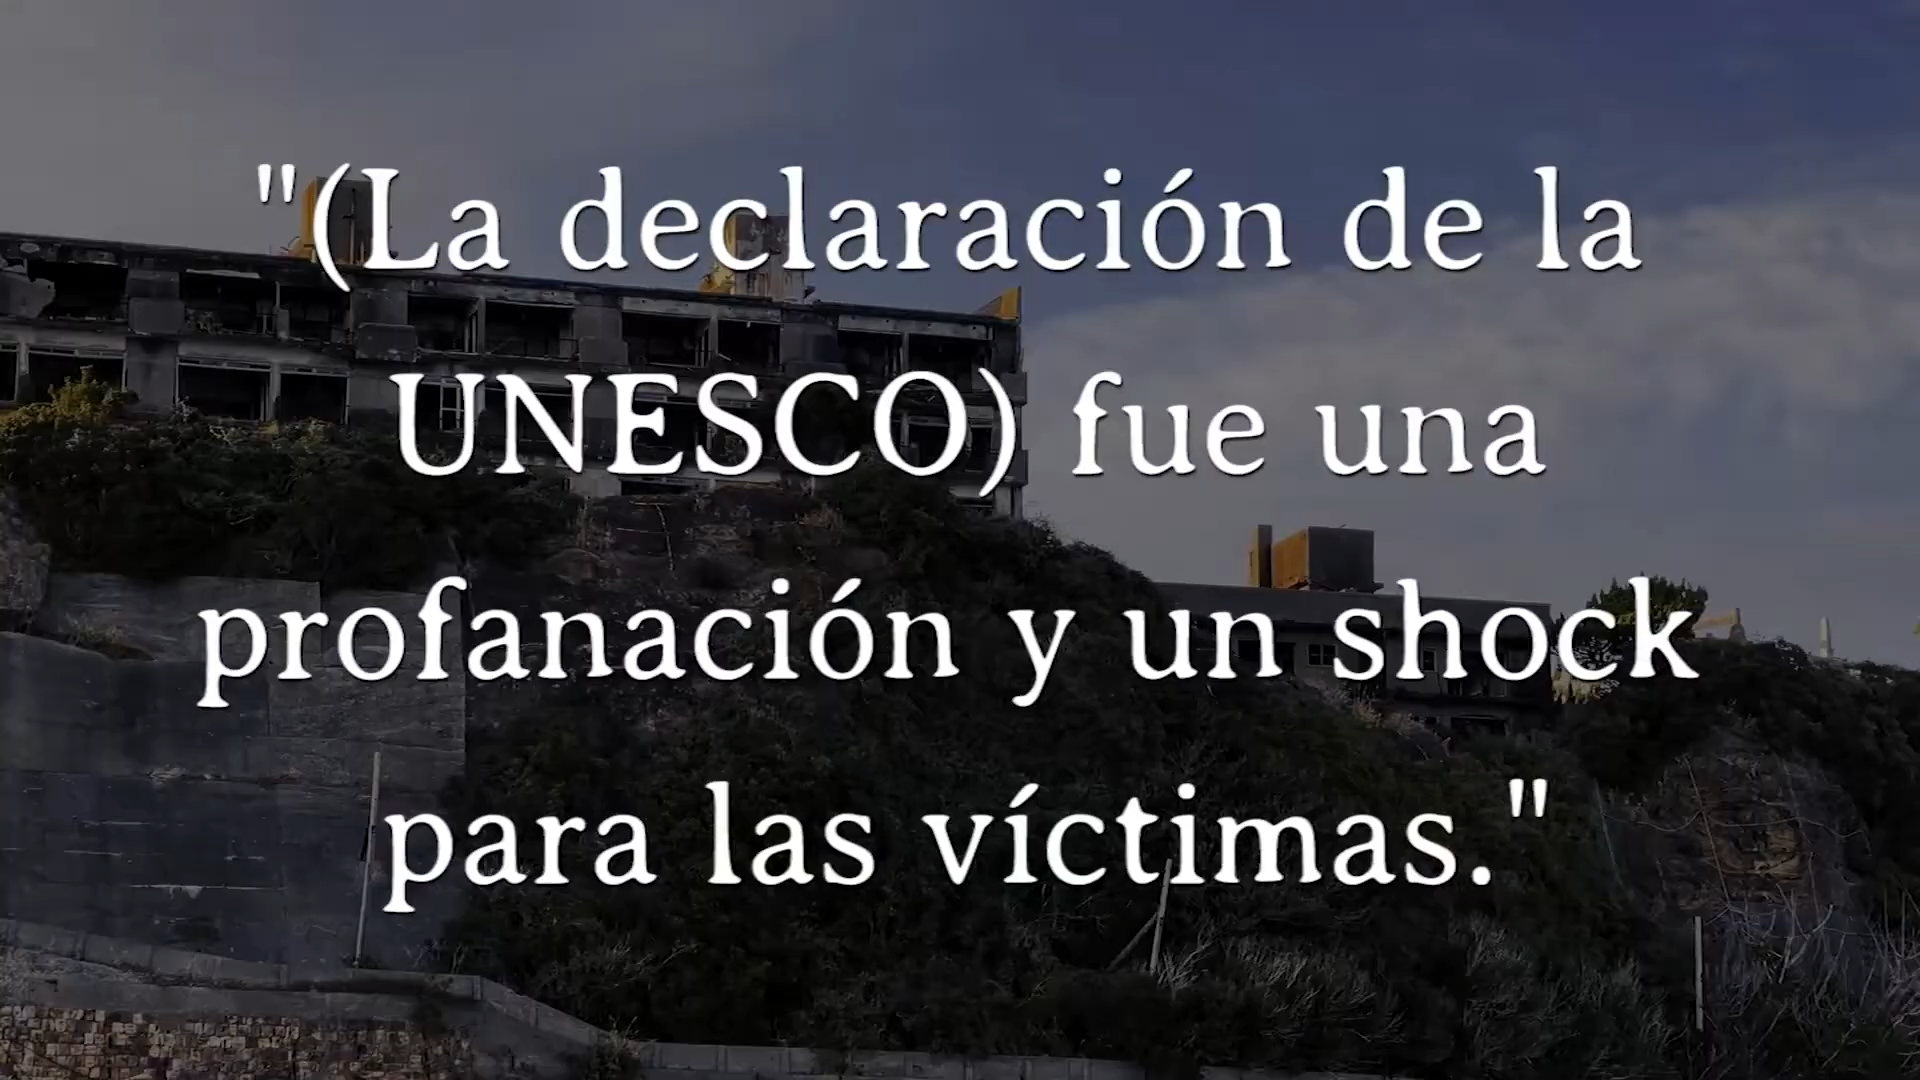 "(La declaración de la
UNESCO) fue una
profanación y un shock
para las víctimas."